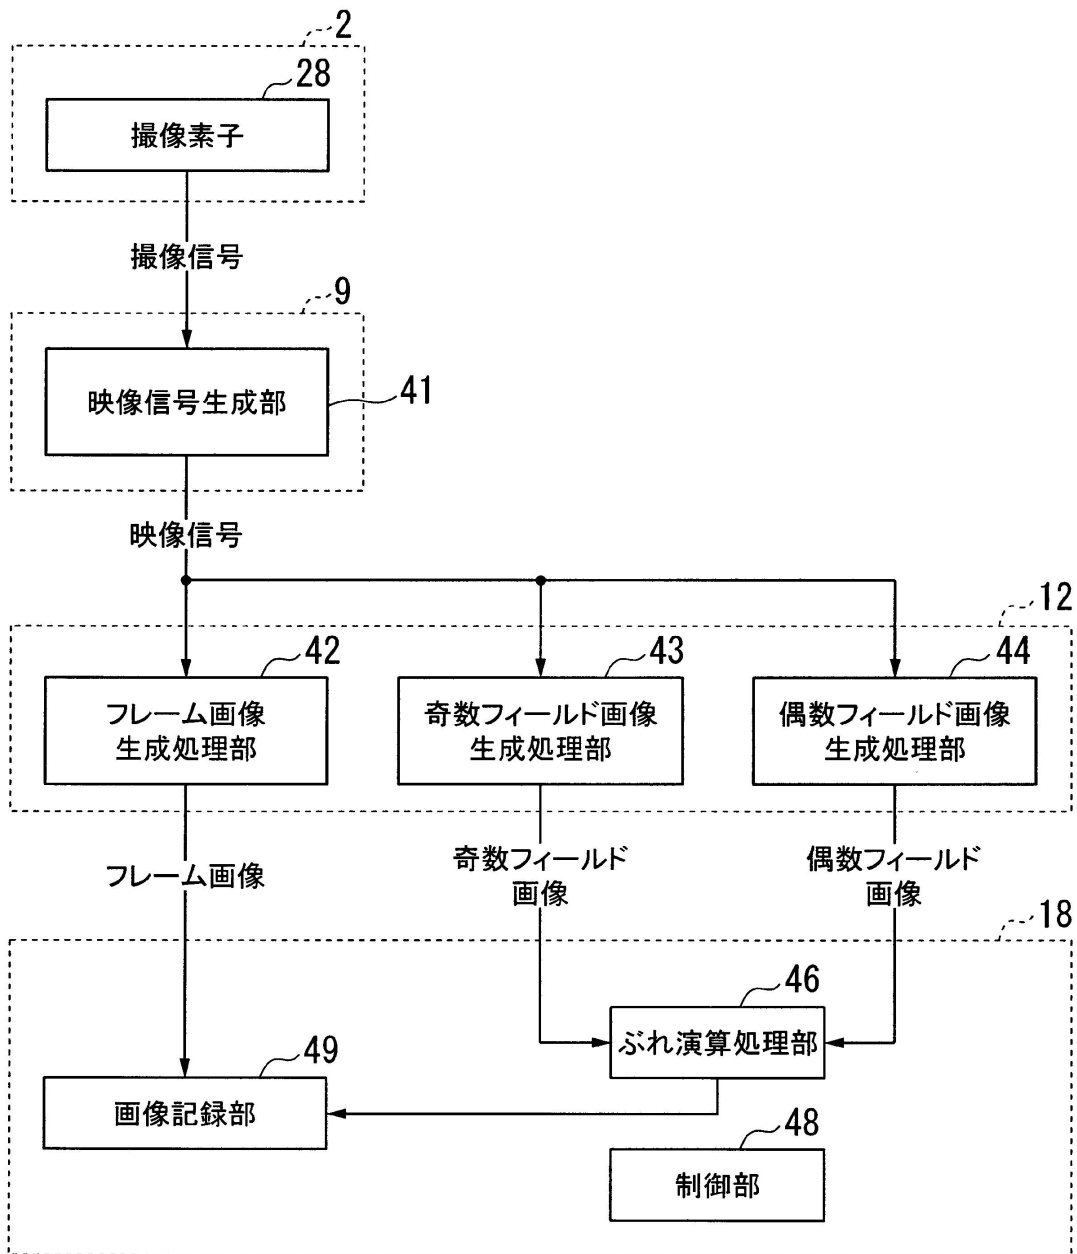 2
28
撮像素子
撮像信号
9
映像信号生成部
41
映像信号
12
42
43
44
フレーム画像
生成処理部
奇数フィールド画像
生成処理部
偶数フィールド画像
生成処理部
フレーム画像
奇数フィールド
画像
偶数フィールド
画像
18
46
ぶれ演算処理部
49
画像記録部
48
制御部